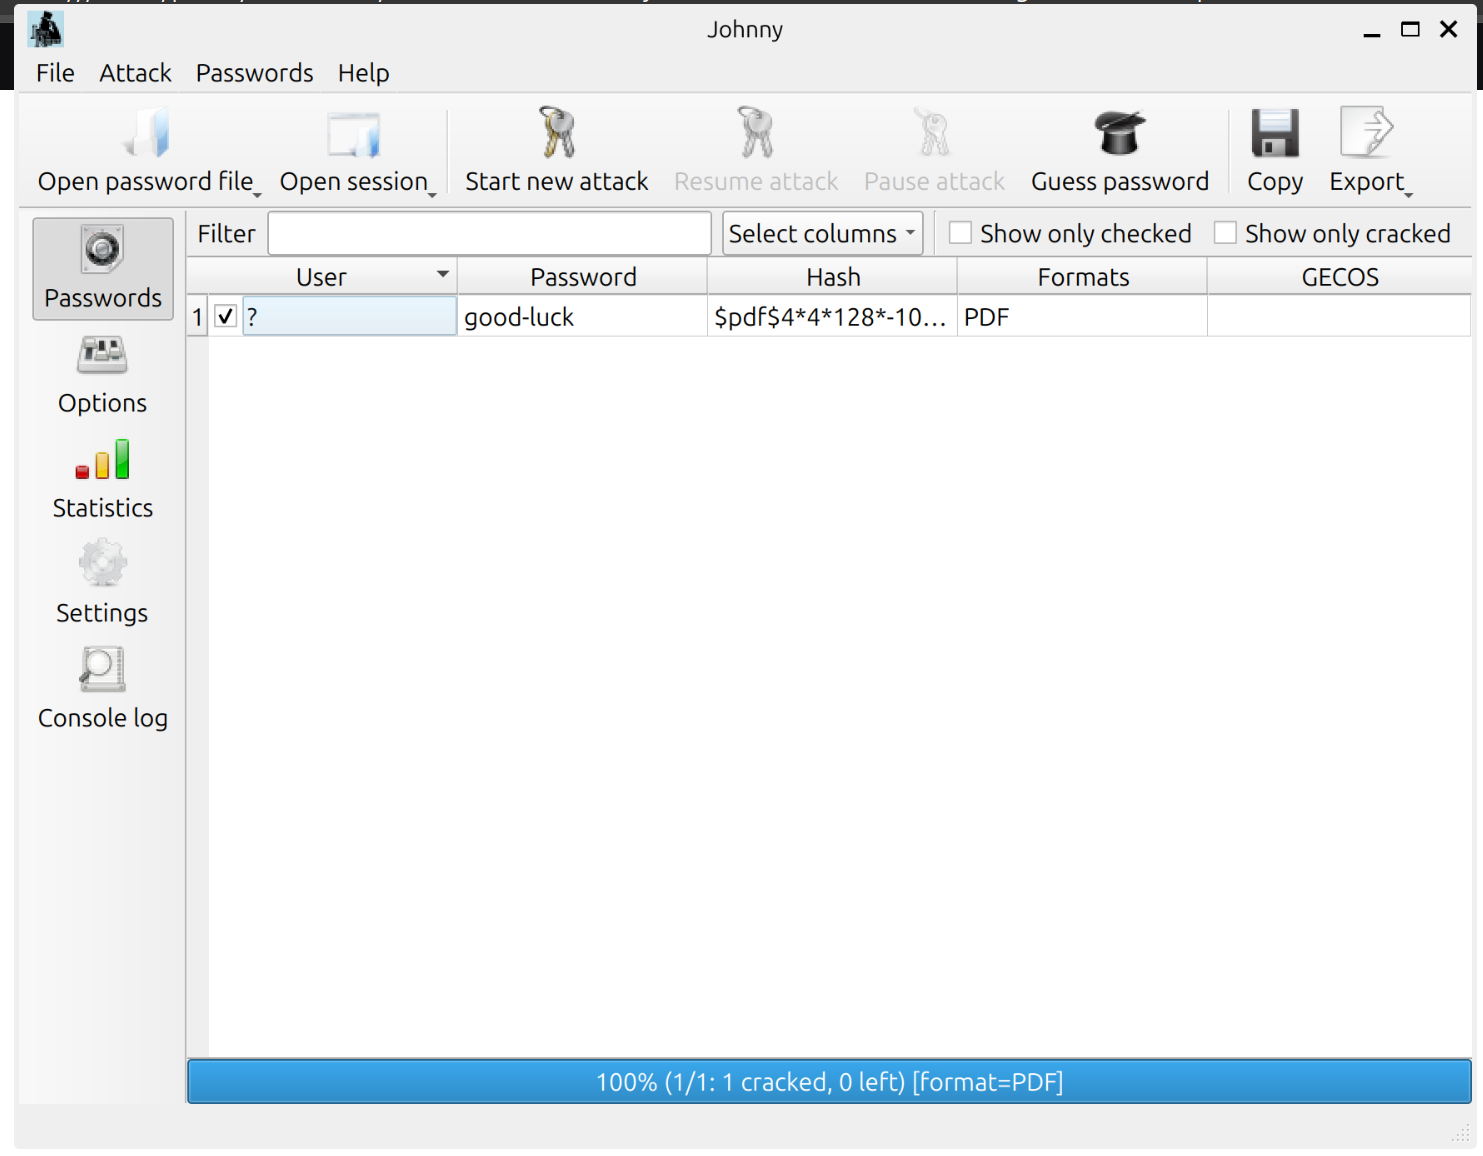 Johnny
File Attack Passwords Help
Open password file Open session Start new attack Resume attack Pause attack Guess password Copy Export
Passwords
Options
Statistics
Settings
Console log
Filter Select columns Show only checked Show only cracked
User Password Hash Formats GECOS
1 ? good-luck $pdf$4*4*128*-10... PDF
100% (1/1: 1 cracked, 0 left) [format=PDF]